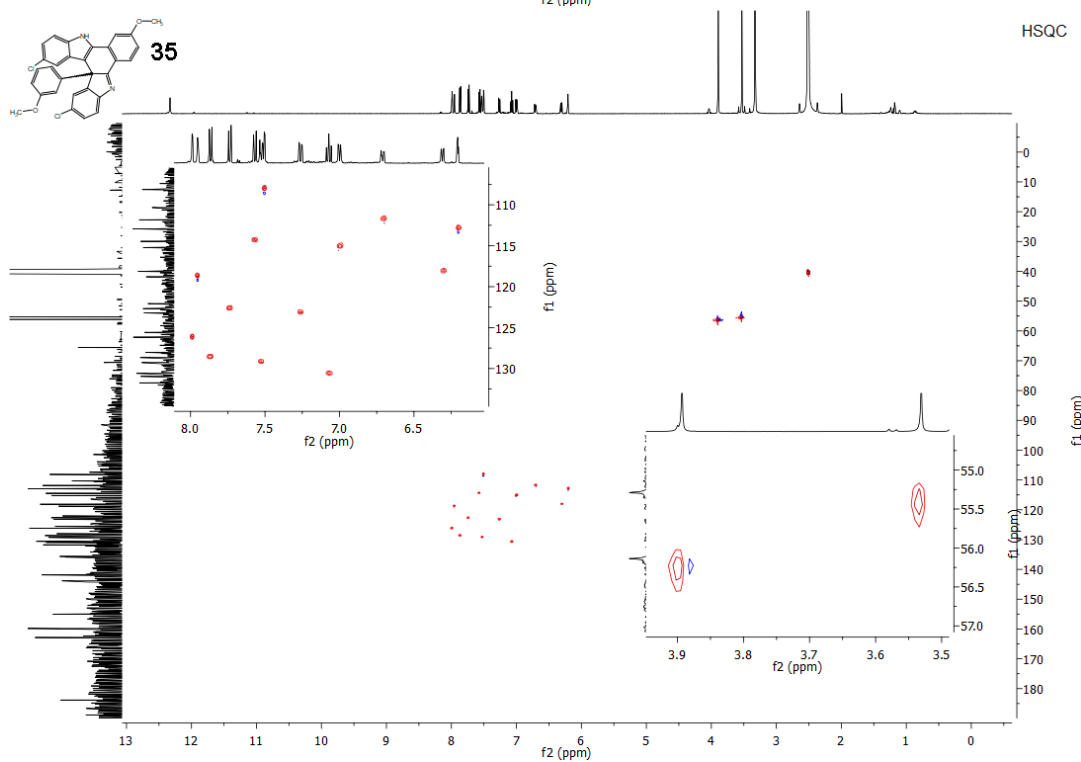 f2 (ppm)
HSQC
35
NH
O—CH₃
Cl
N
O
CH₃
Cl
0
10
20
30
40
50
60
70
80
90
100
110
120
130
140
150
160
170
180
f1 (ppm)
110
115
120
125
130
f1 (ppm)
8.0 7.5 7.0 6.5
f2 (ppm)
55.0
55.5
56.0
56.5
57.0
f1 (ppm)
3.9 3.8 3.7 3.6 3.5
f2 (ppm)
13 12 11 10 9 8 7 6 5 4 3 2 1 0
f2 (ppm)